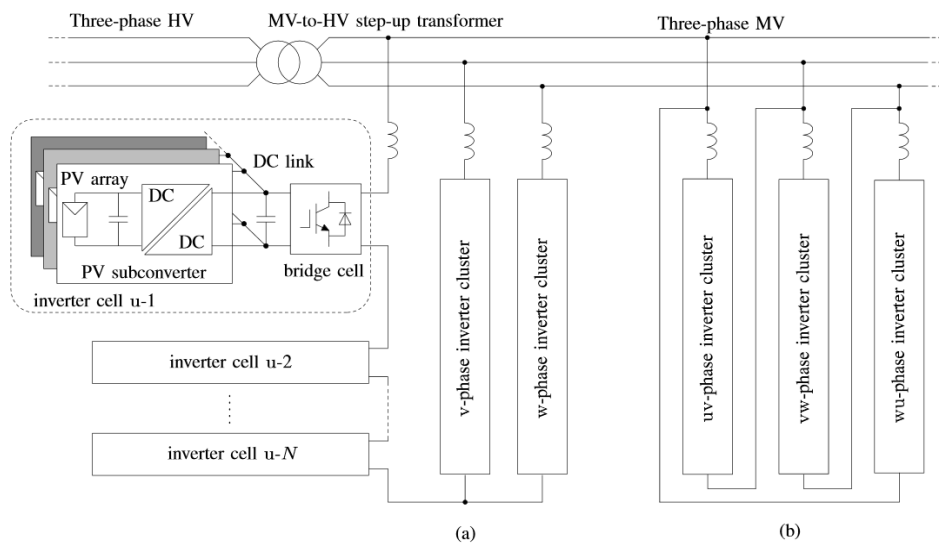 Three-phase HV
MV-to-HV step-up transformer
Three-phase MV
DC link
PV array
DC
DC
PV subconverter
bridge cell
inverter cell u-1
inverter cell u-2
inverter cell u-N
v-phase inverter cluster
w-phase inverter cluster
uv-phase inverter cluster
vw-phase inverter cluster
wu-phase inverter cluster
(a)
(b)